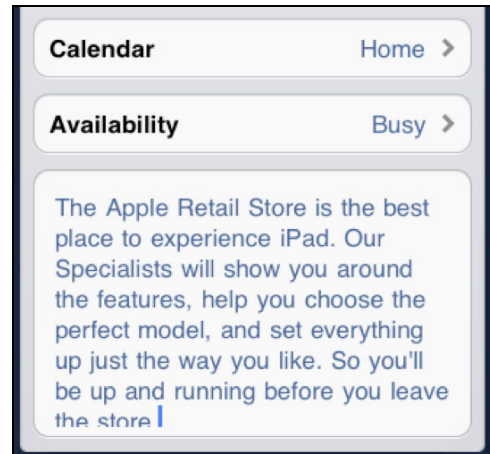 Calendar Home >
Availability Busy >
The Apple Retail Store is the best
place to experience iPad. Our
Specialists will show you around
the features, help you choose the
perfect model, and set everything
up just the way you like. So you'll
be up and running before you leave
the store